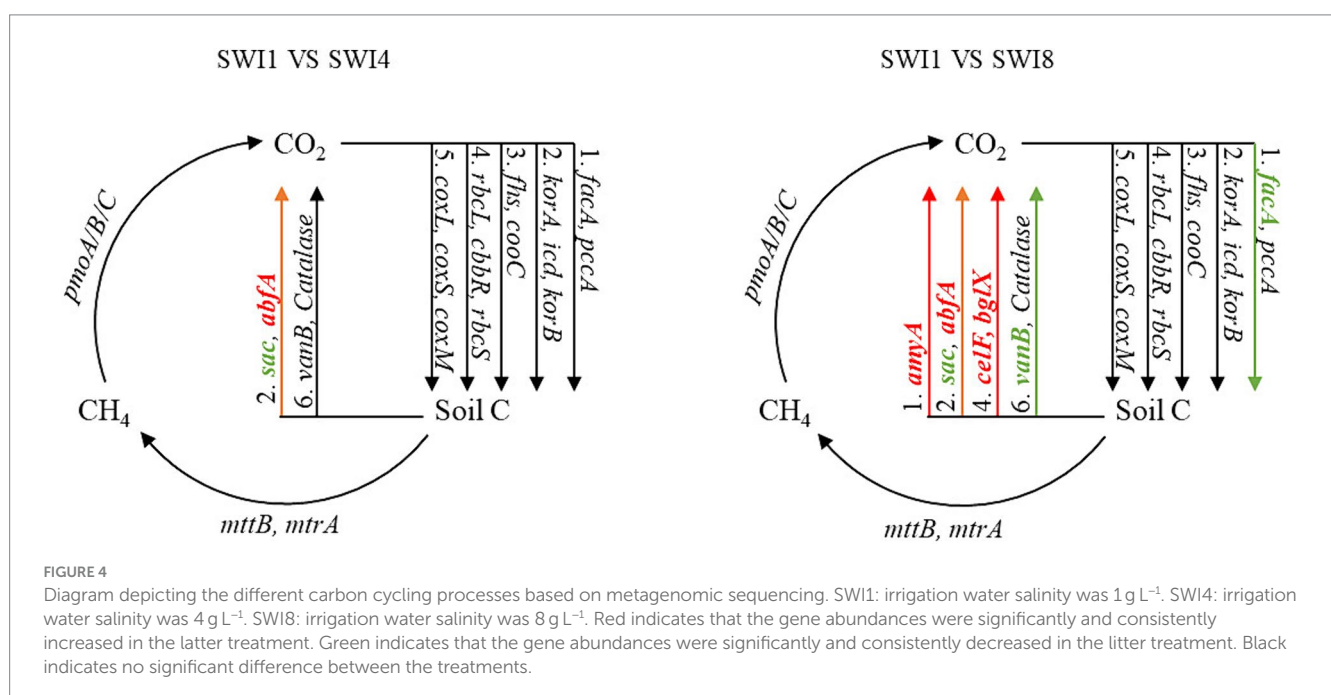 SWI1 VS SWI4
CO2
pmoA/B/C
2. sac, abfA
6. vanB, Catalase
5. coxL, coxS, coxM
4. rbcL, cbbR, rbcS
3. fhs, cooC
2. korA, icd, korB
1. facA, pccA
CH4
Soil C
mttB, mtrA
SWI1 VS SWI8
CO2
pmoA/B/C
1. amyA
2. sac, abfA
4. celF, bglX
6. vanB, Catalase
5. coxL, coxS, coxM
4. rbcL, cbbR, rbcS
3. fhs, cooC
2. korA, icd, korB
1. facA, pccA
CH4
Soil C
mttB, mtrA
FIGURE 4
Diagram depicting the different carbon cycling processes based on metagenomic sequencing. SWI1: irrigation water salinity was 1 g L⁻¹. SWI4: irrigation
water salinity was 4 g L⁻¹. SWI8: irrigation water salinity was 8 g L⁻¹. Red indicates that the gene abundances were significantly and consistently
increased in the latter treatment. Green indicates that the gene abundances were significantly and consistently decreased in the litter treatment. Black
indicates no significant difference between the treatments.